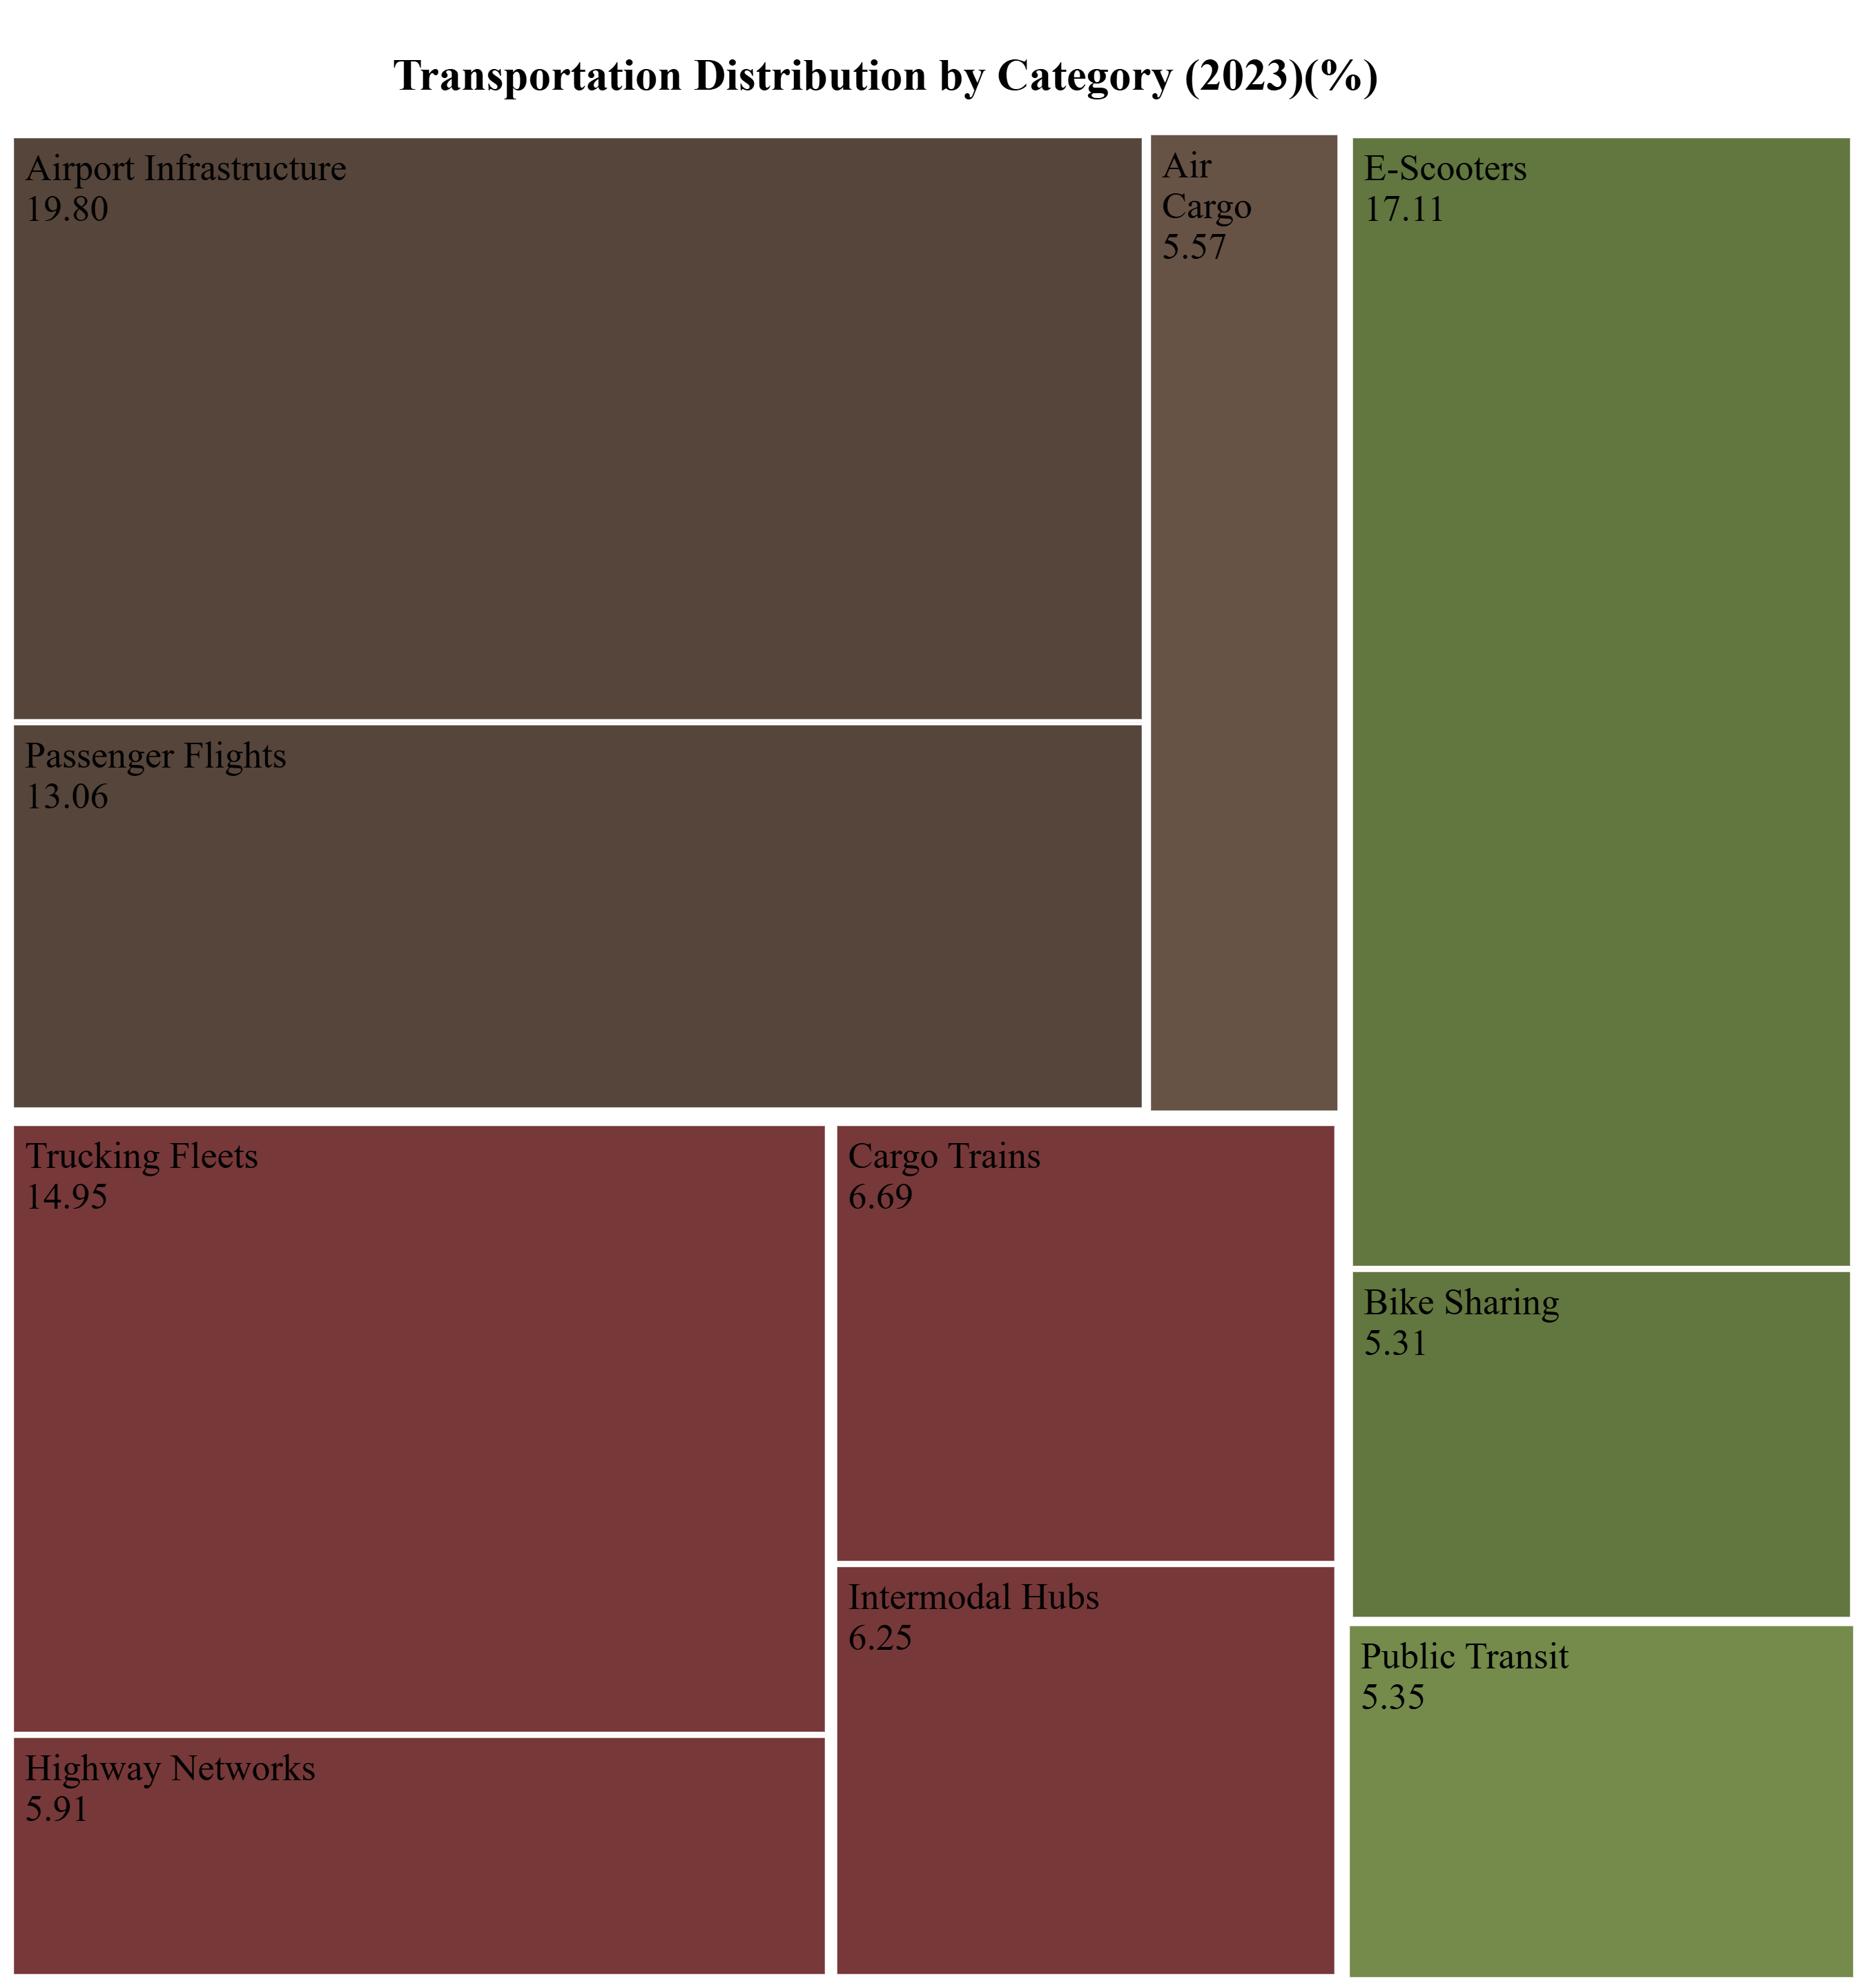 Transportation Distribution by Category (2023)(%)
Airport Infrastructure
19.80
Passenger Flights
13.06
Air
Cargo
5.57
E-Scooters
17.11
Bike Sharing
5.31
Public Transit
5.35
Trucking Fleets
14.95
Highway Networks
5.91
Cargo Trains
6.69
Intermodal Hubs
6.25